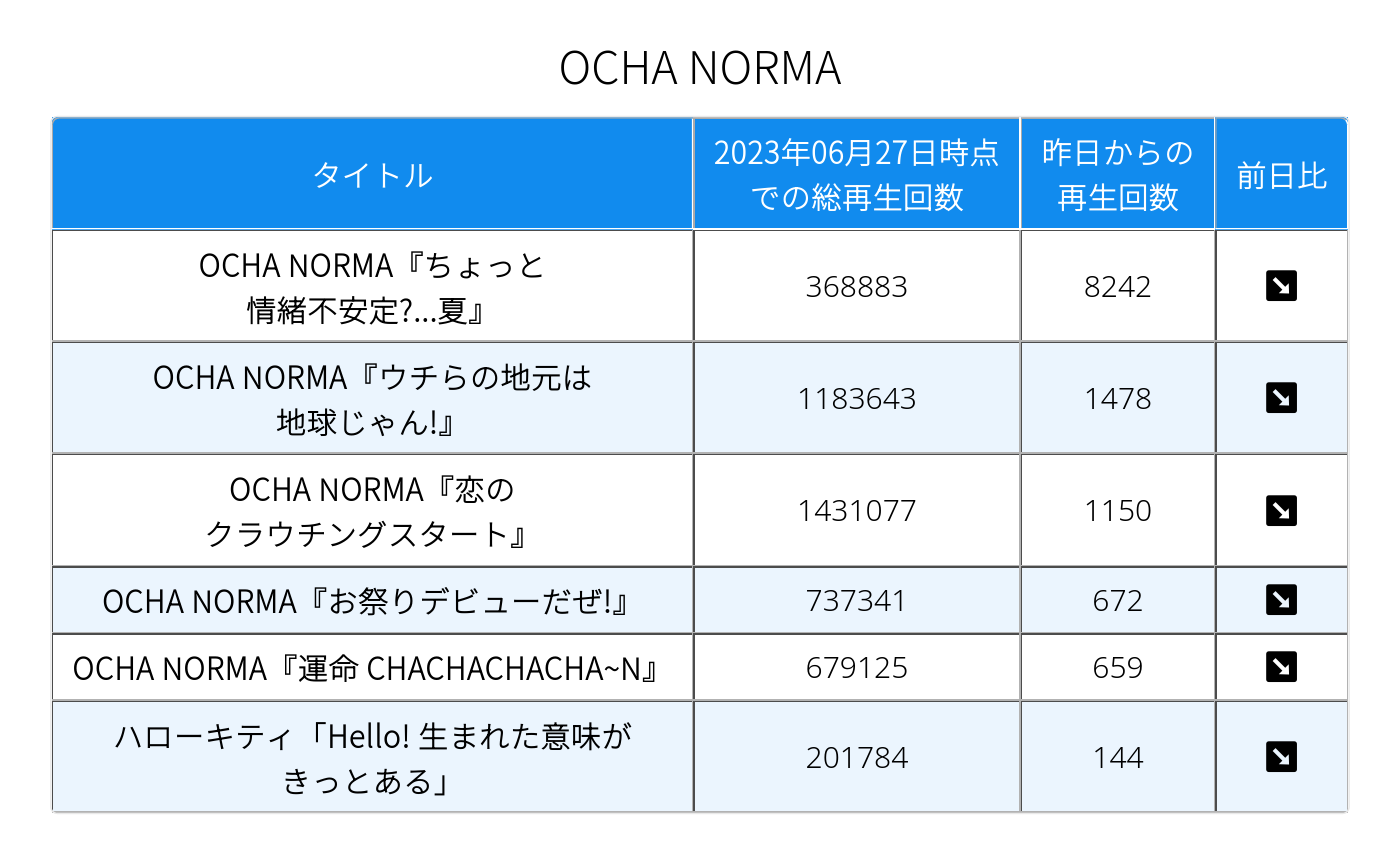 OCHA NORMA
タイトル
2023年06月27日時点
での総再生回数
昨日からの
再生回数
前日比
OCHA NORMA『ちょっと
情緒不安定?...夏』
368883
8242
OCHA NORMA『ウチらの地元は
地球じゃん!』
1183643
1478
OCHA NORMA『恋の
クラウチングスタート』
1431077
1150
OCHA NORMA『お祭りデビューだぜ!』
737341
672
OCHA NORMA『運命 CHACHACHACHA~N』
679125
659
ハローキティ「Hello! 生まれた意味が
きっとある」
201784
144